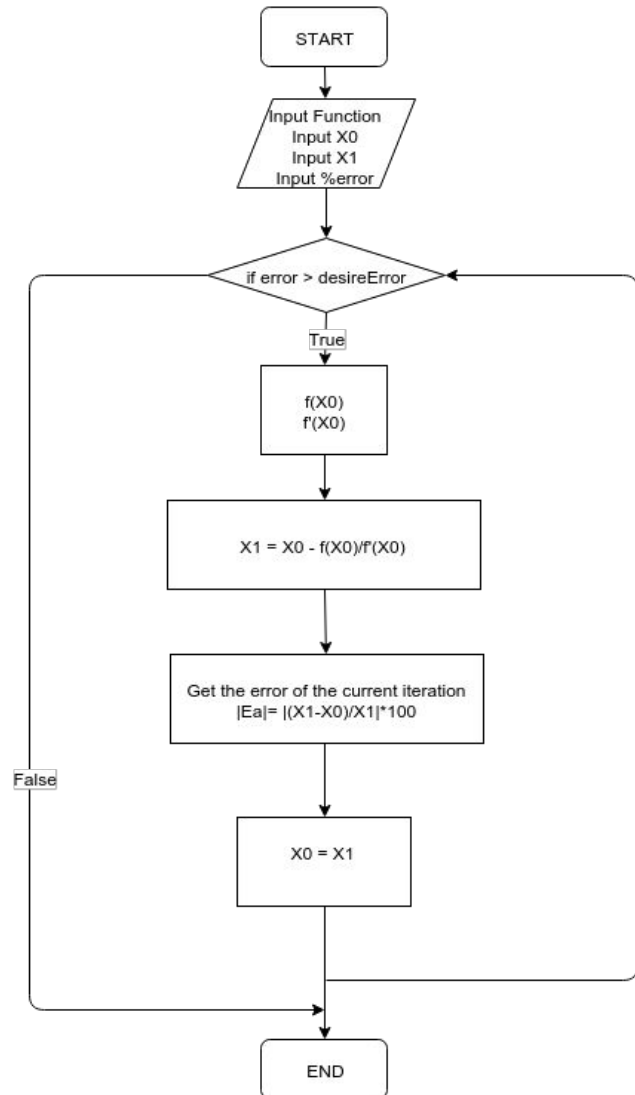 START
Input Function
Input X0
Input X1
Input %error
if error > desireError
True
f(X0)
f'(X0)
X1 = X0 - f(X0)/f'(X0)
Get the error of the current iteration
|Ea|= |(X1-X0)/X1|*100
False
X0 = X1
END